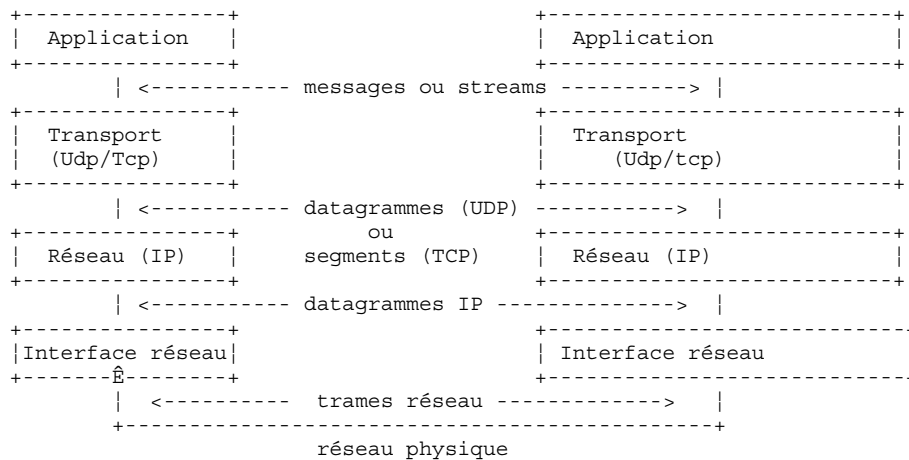 Application Application
<----------- messages ou streams ---------->
Transport Transport
(Udp/Tcp) (Udp/tcp)
<----------- datagrammes (UDP) ----------->
ou
Réseau (IP) segments (TCP) Réseau (IP)
<----------- datagrammes IP ------------->
Interface réseau Interface réseau
Ê
<---------- trames réseau ------------->
réseau physique